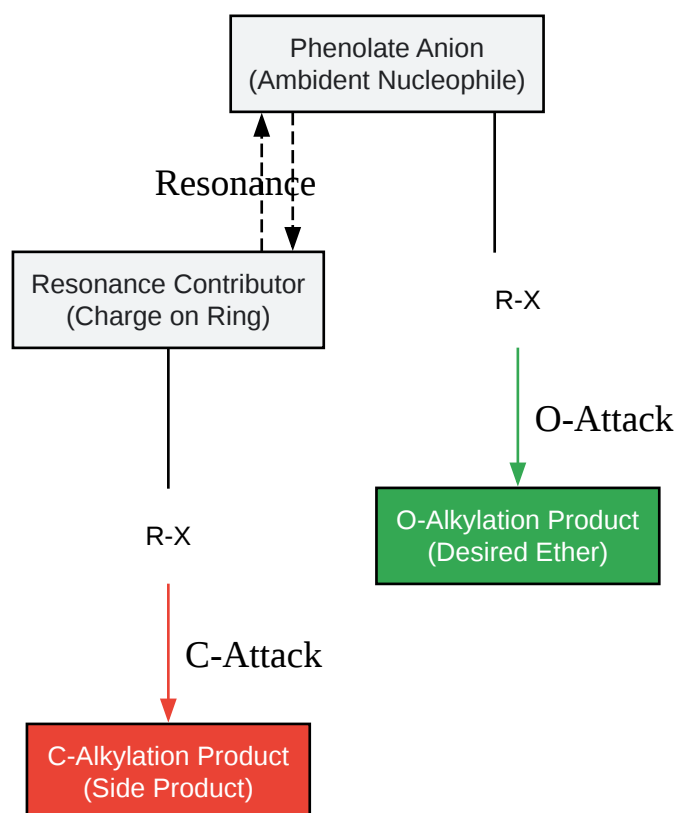 Phenolate Anion
(Ambident Nucleophile)
Resonance
Resonance Contributor
(Charge on Ring)
R-X
O-Attack
O-Alkylation Product
(Desired Ether)
R-X
C-Attack
C-Alkylation Product
(Side Product)